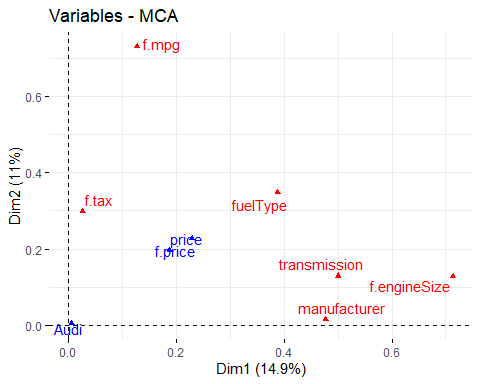 Variables - MCA
f.mpg
0.6
f.tax
0.4
fuelType
price
f.price
0.2
transmission
f.engineSize
manufacturer
Audi
0.0
Dim2 (11%)
0.0 0.2 0.4 0.6
Dim1 (14.9%)